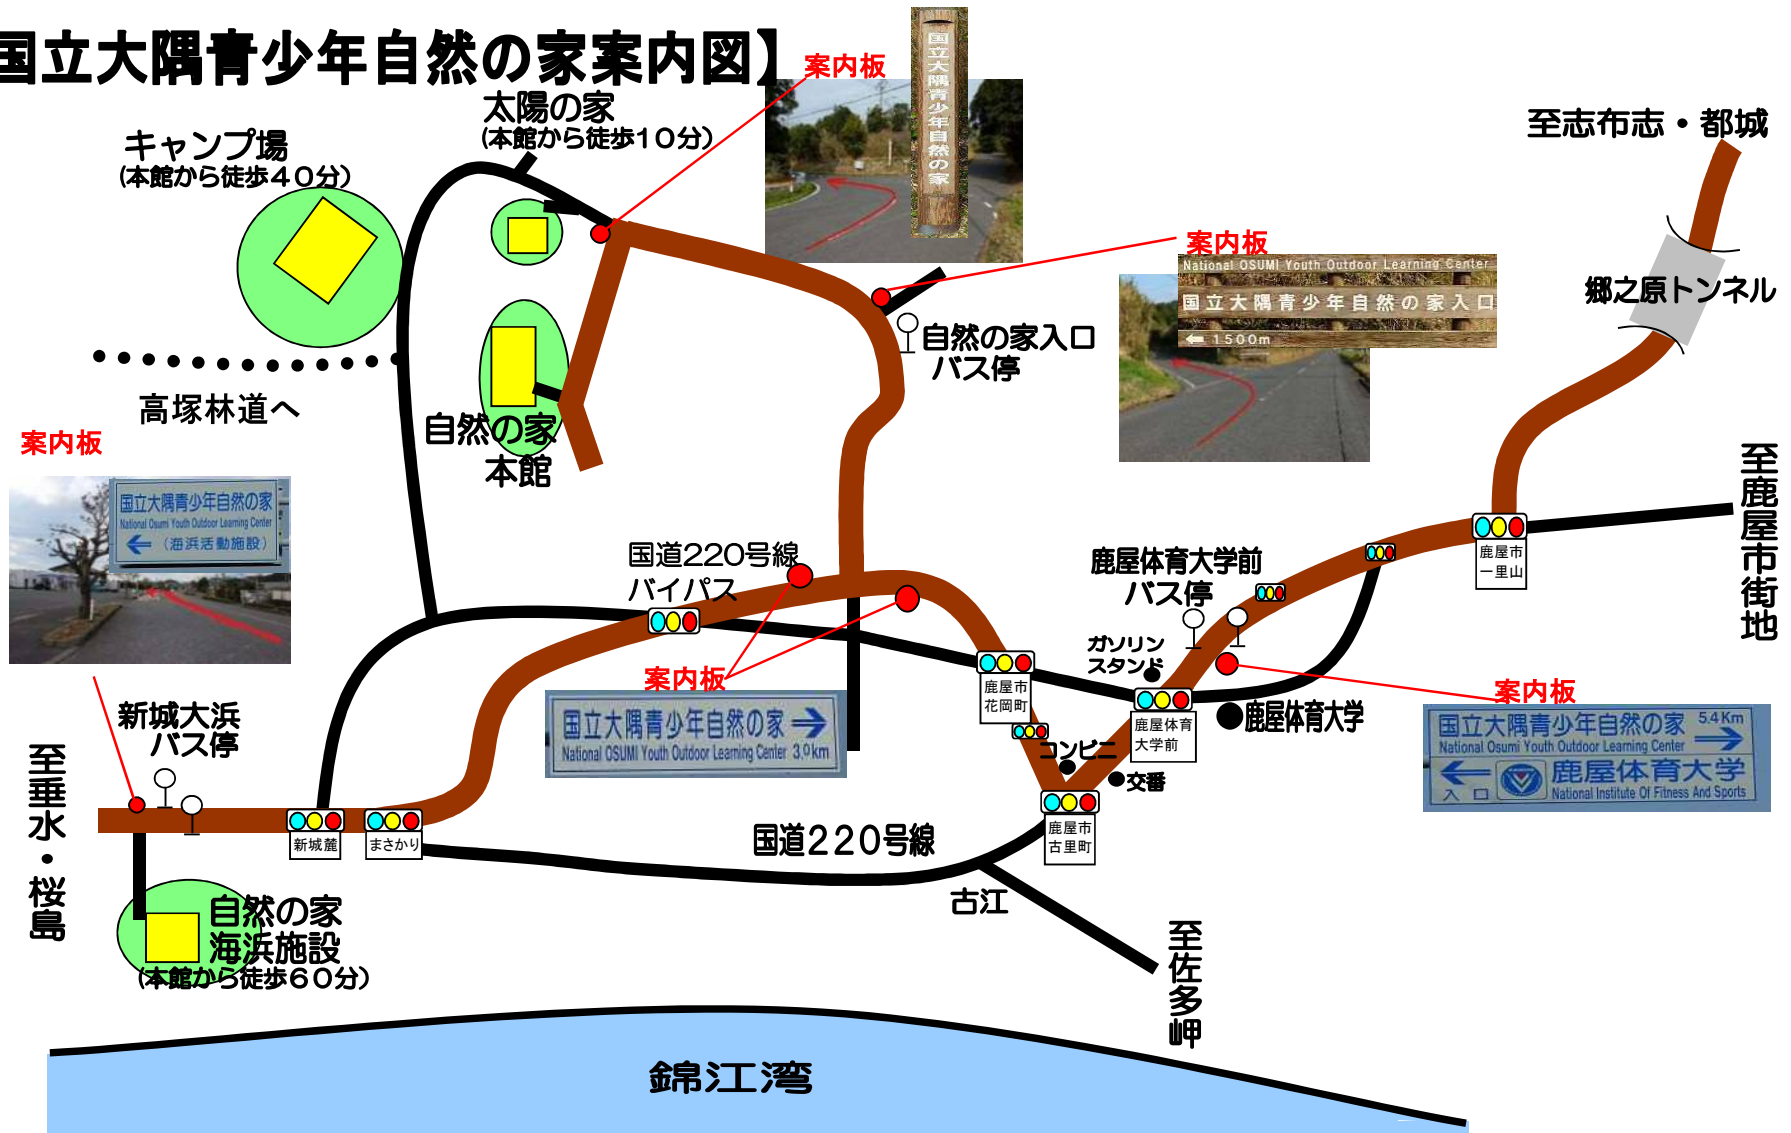 国立大隅青少年自然の家案内図】
案内板
国立大隅青少年自然の家
太陽の家
(本館から徒歩10分)
キャンプ場
(本館から徒歩40分)
至志布志・都城
案内板
National OSUMI Youth Outdoor Learning Center
国立大隅青少年自然の家入口
1500m
郷之原トンネル
自然の家入口
バス停
高塚林道へ
自然の家
本館
案内板
国立大隅青少年自然の家
National Osumi Youth Outdoor Learning Center
(海浜活動施設)
至鹿屋市街地
国道220号線
バイパス
鹿屋体育大学前
バス停
鹿屋市
一里山
ガソリン
スタンド
案内板
国立大隅青少年自然の家
National OSUMI Youth Outdoor Learning Center 3.0km
鹿屋市
花岡町
鹿屋体育
大学前
鹿屋体育大学
案内板
国立大隅青少年自然の家 5.4Km
National Osumi Youth Outdoor Learning Center
鹿屋体育大学
入口
National Institute Of Fitness And Sports
新城大浜
バス停
至垂水・桜島
コンビニ
交番
新城麓
まさかり
国道220号線
鹿屋市
古里町
古江
至佐多岬
自然の家
海浜施設
(本館から徒歩60分)
錦江湾